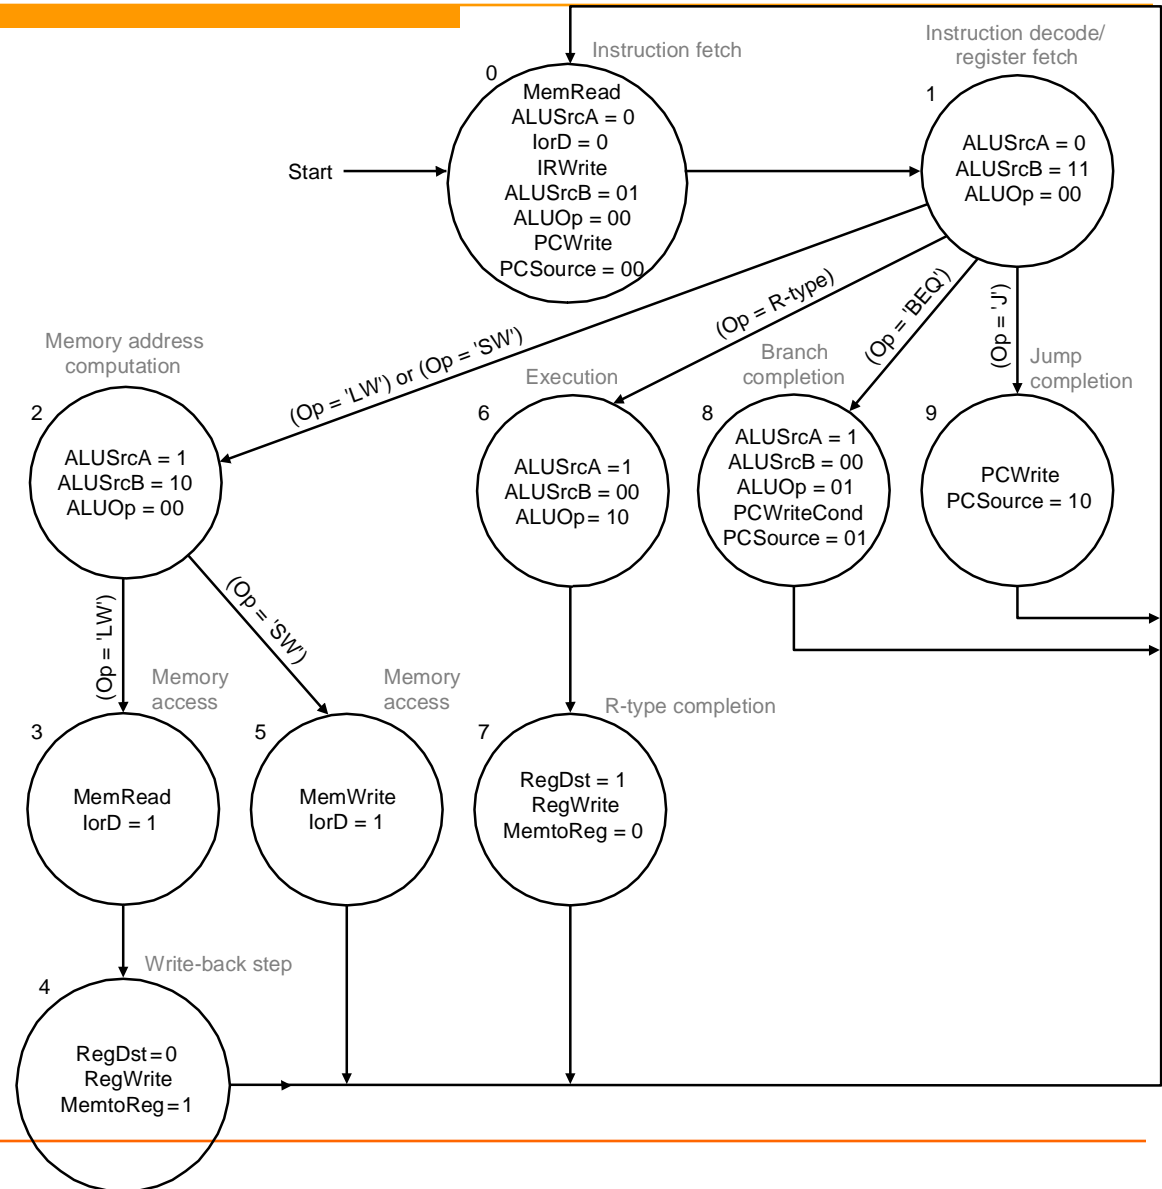 Instruction fetch
0
MemRead
ALUSrcA = 0
IorD = 0
IRWrite
ALUSrcB = 01
ALUOp = 00
PCWrite
PCSource = 00
Start
Instruction decode/
register fetch
1
ALUSrcA = 0
ALUSrcB = 11
ALUOp = 00
(Op = 'LW') or (Op = 'SW')
(Op = R-type)
(Op = 'BEQ')
(Op = 'J')
Memory address
computation
2
ALUSrcA = 1
ALUSrcB = 10
ALUOp = 00
Execution
6
ALUSrcA =1
ALUSrcB = 00
ALUOp= 10
Branch
completion
8
ALUSrcA = 1
ALUSrcB = 00
ALUOp = 01
PCWriteCond
PCSource = 01
Jump
completion
9
PCWrite
PCSource = 10
(Op = 'LW')
(Op = 'SW')
Memory
access
3
MemRead
IorD = 1
Memory
access
5
MemWrite
IorD = 1
R-type completion
7
RegDst = 1
RegWrite
MemtoReg = 0
Write-back step
4
RegDst=0
RegWrite
MemtoReg=1